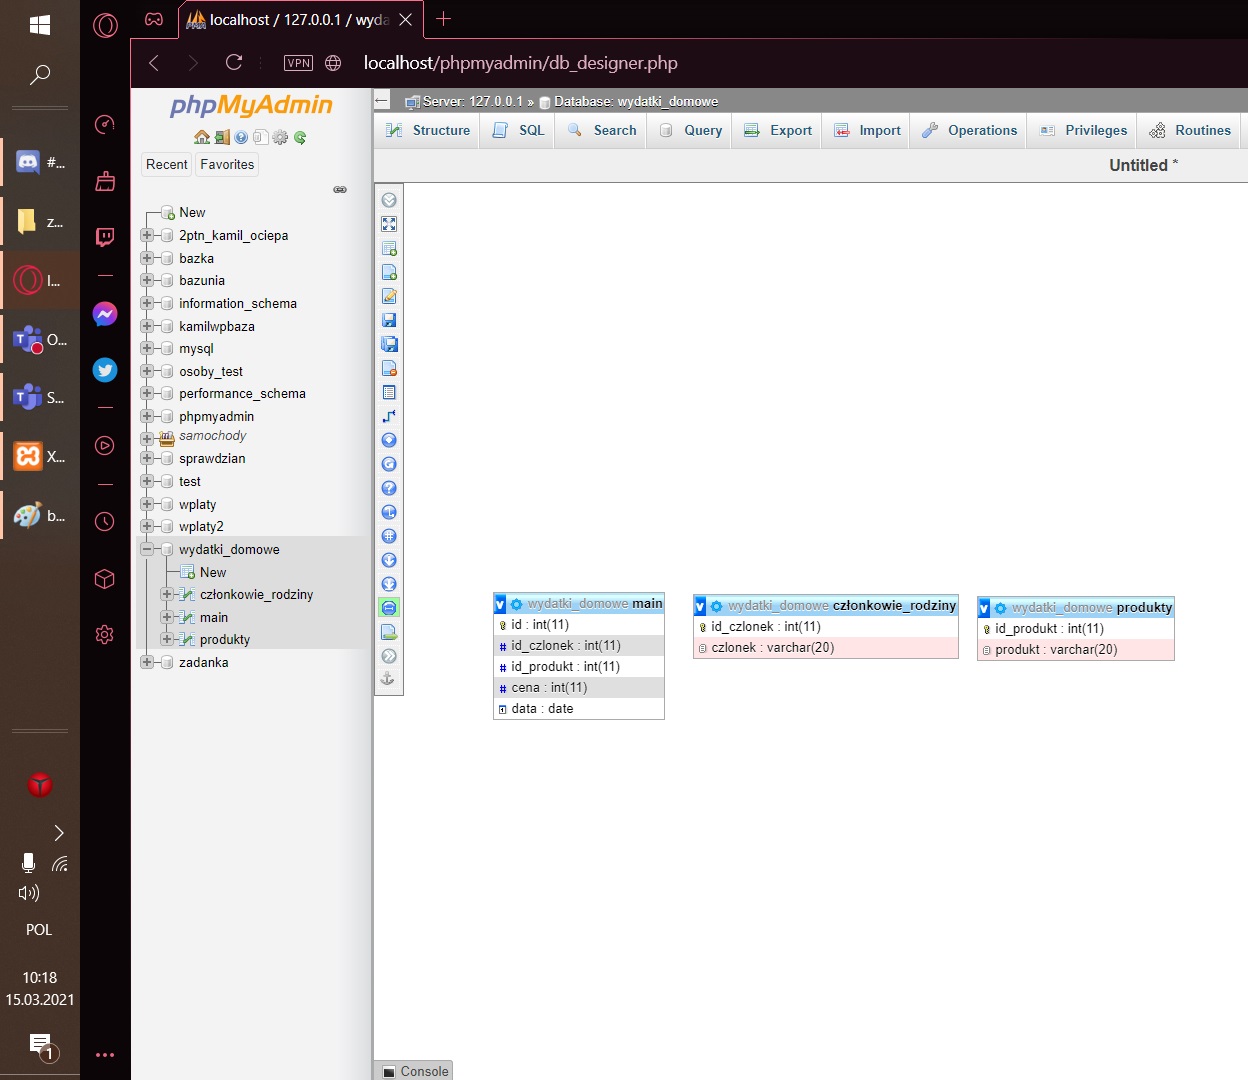 localhost / 127.0.0.1 / wyda
VPN
localhost/phpmyadmin/db_designer.php
phpMyAdmin
Recent
Favorites
New
2ptn_kamil_ociepa
bazka
bazunia
information_schema
kamilwpbaza
mysql
osoby_test
performance_schema
phpmyadmin
samochody
sprawdzian
test
wplaty
wplaty2
wydatki_domowe
New
członkowie_rodziny
main
produkty
zadanka
Server: 127.0.0.1 » Database: wydatki_domowe
Structure
SQL
Search
Query
Export
Import
Operations
Privileges
Routines
Untitled *
wydatki_domowe main
id : int(11)
id_czlonek : int(11)
id_produkt : int(11)
cena : int(11)
data : date
wydatki_domowe członkowie_rodziny
id_czlonek : int(11)
czlonek : varchar(20)
wydatki_domowe produkty
id_produkt : int(11)
produkt : varchar(20)
Console
#...
z...
I...
O...
S...
X...
b...
POL
10:18
15.03.2021
1